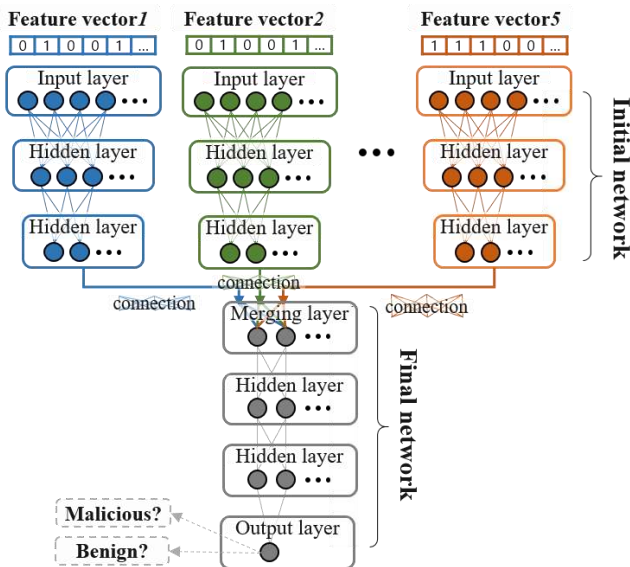 Feature vector1 Feature vector2 Feature vector5
0 1 0 0 1 ... 0 1 0 0 1 ... 1 1 1 0 0 ...
Input layer Input layer Input layer
Hidden layer Hidden layer Hidden layer
Hidden layer Hidden layer Hidden layer
Initial network
connection
connection connection
Merging layer
Hidden layer
Hidden layer
Final network
Malicious?
Output layer
Benign?